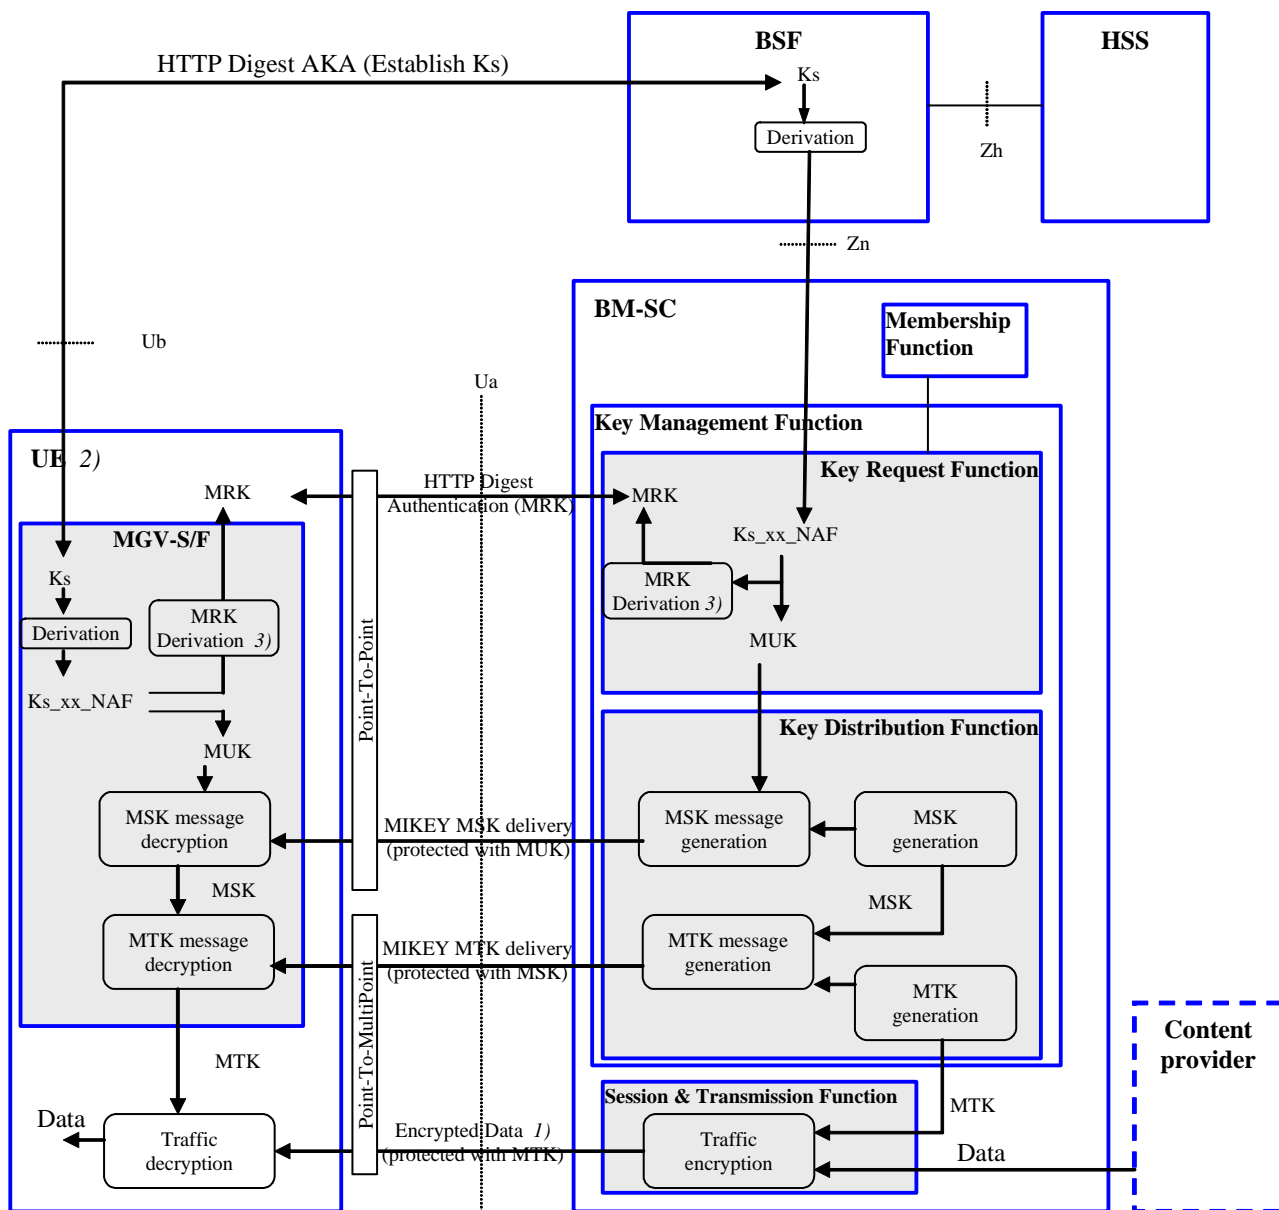 BSF
HSS
HTTP Digest AKA (Establish Ks)
Ks
Derivation
Zh
Zn
BM-SC
Membership
Function
Ub
Ua
Key Management Function
UE 2)
Key Request Function
MRK
HTTP Digest
Authentication (MRK)
MRK
MGV-S/F
Ks_xx_NAF
Ks
MRK
Derivation 3)
Derivation
MRK
Derivation 3)
MUK
Ks_xx_NAF
Point-To-Point
MUK
Key Distribution Function
MSK message
decryption
MIKEY MSK delivery
(protected with MUK)
MSK message
generation
MSK
generation
MSK
MSK
MTK message
decryption
MIKEY MTK delivery
(protected with MSK)
MTK message
generation
MTK
generation
Point-To-MultiPoint
Content
provider
MTK
Session & Transmission Function
MTK
Data
Traffic
decryption
Encrypted Data 1)
(protected with MTK)
Traffic
encryption
Data